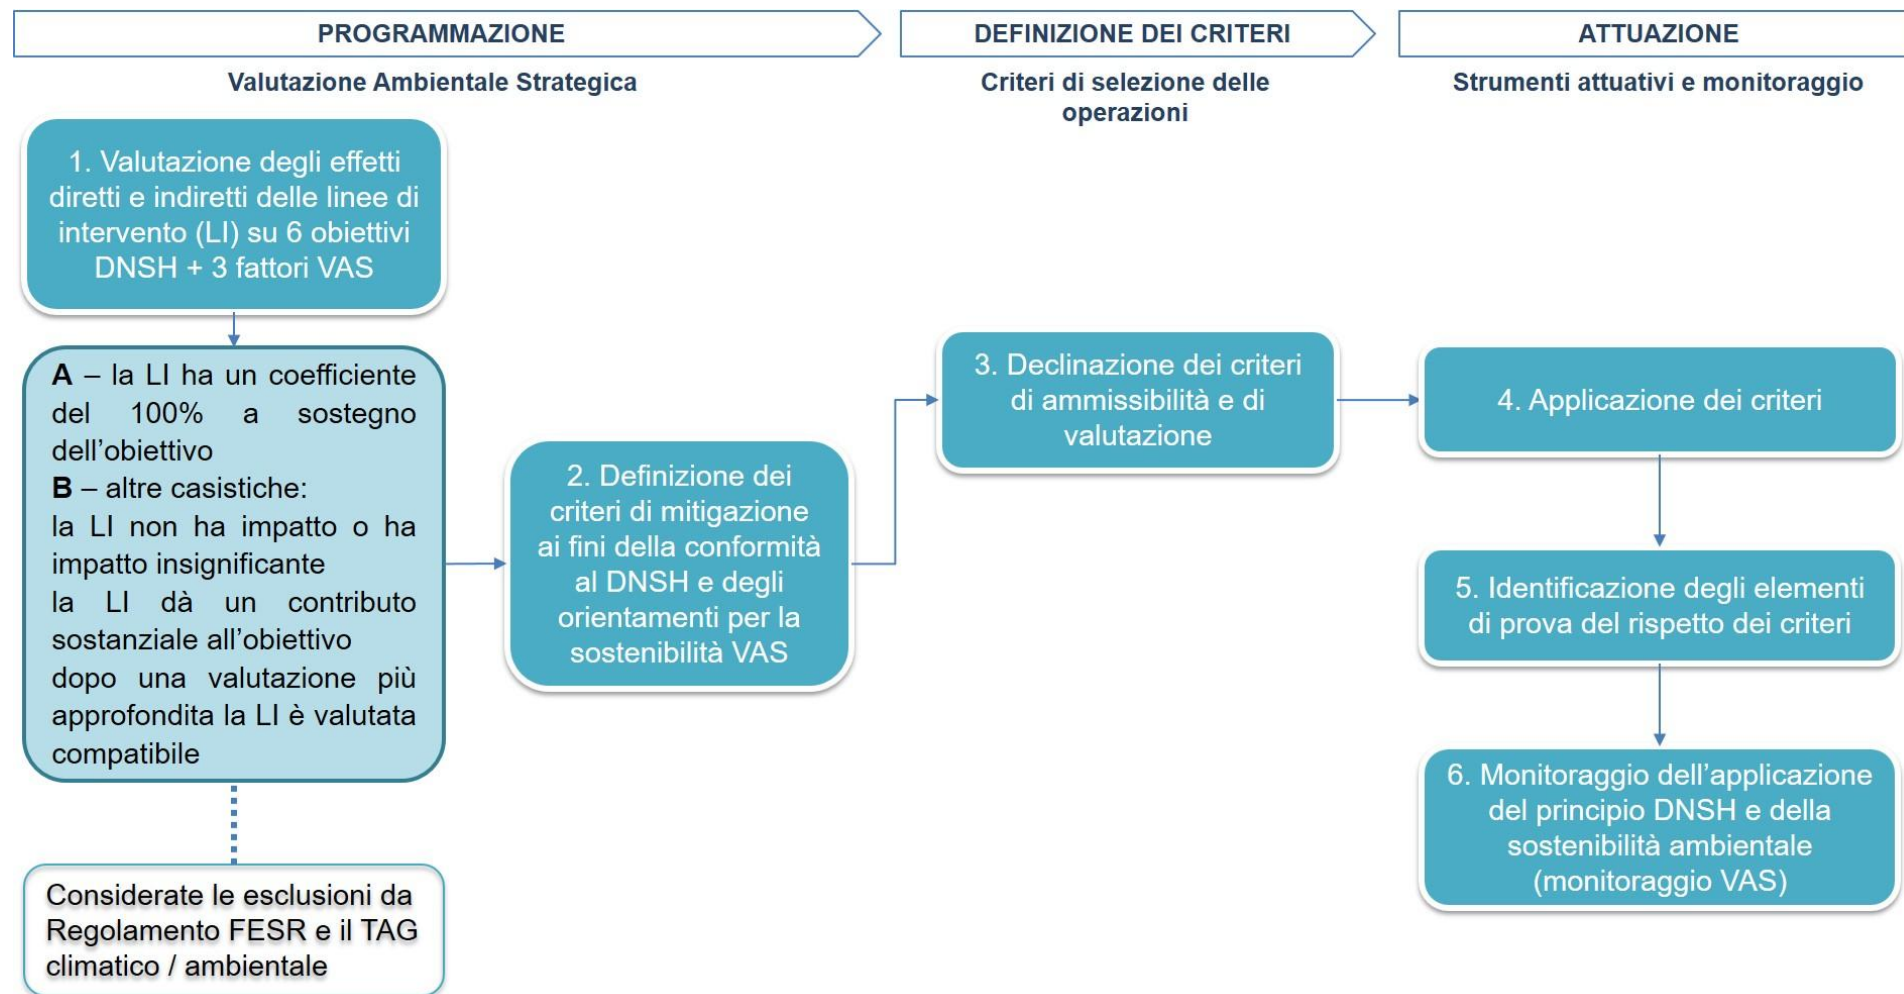 PROGRAMMAZIONE
Valutazione Ambientale Strategica
DEFINIZIONE DEI CRITERI
Criteri di selezione delle
operazioni
ATTUAZIONE
Strumenti attuativi e monitoraggio
1. Valutazione degli effetti
diretti e indiretti delle linee di
intervento (LI) su 6 obiettivi
DNSH + 3 fattori VAS
A – la LI ha un coefficiente
del 100% a sostegno
dell’obiettivo
B – altre casistiche:
la LI non ha impatto o ha
impatto insignificante
la LI dà un contributo
sostanziale all’obiettivo
dopo una valutazione più
approfondita la LI è valutata
compatibile
Considerate le esclusioni da
Regolamento FESR e il TAG
climatico / ambientale
2. Definizione dei
criteri di mitigazione
ai fini della conformità
al DNSH e degli
orientamenti per la
sostenibilità VAS
3. Declinazione dei criteri
di ammissibilità e di
valutazione
4. Applicazione dei criteri
5. Identificazione degli elementi
di prova del rispetto dei criteri
6. Monitoraggio dell’applicazione
del principio DNSH e della
sostenibilità ambientale
(monitoraggio VAS)